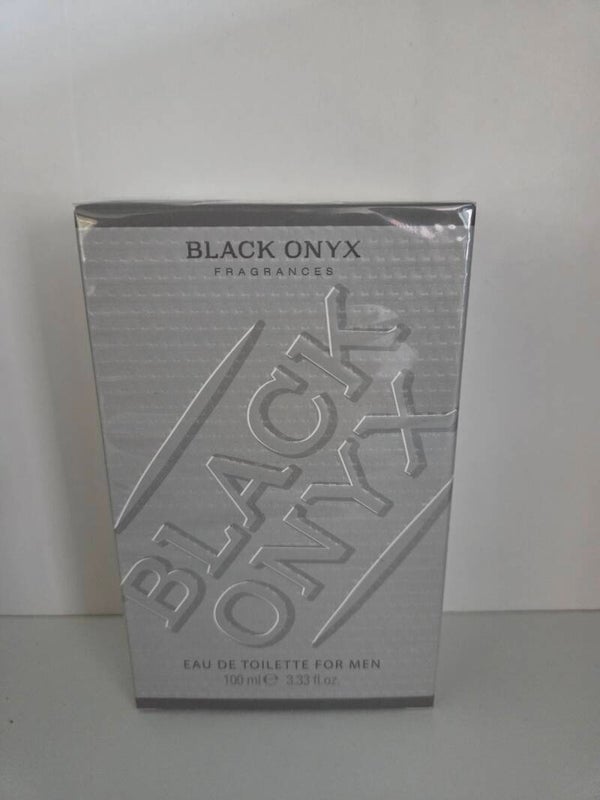 BLACK ONYX
FRAGRANCES
BLACK
ONYX
EAU DE TOILETTE FOR MEN
100 ml ℮ 3.33 fl.oz.